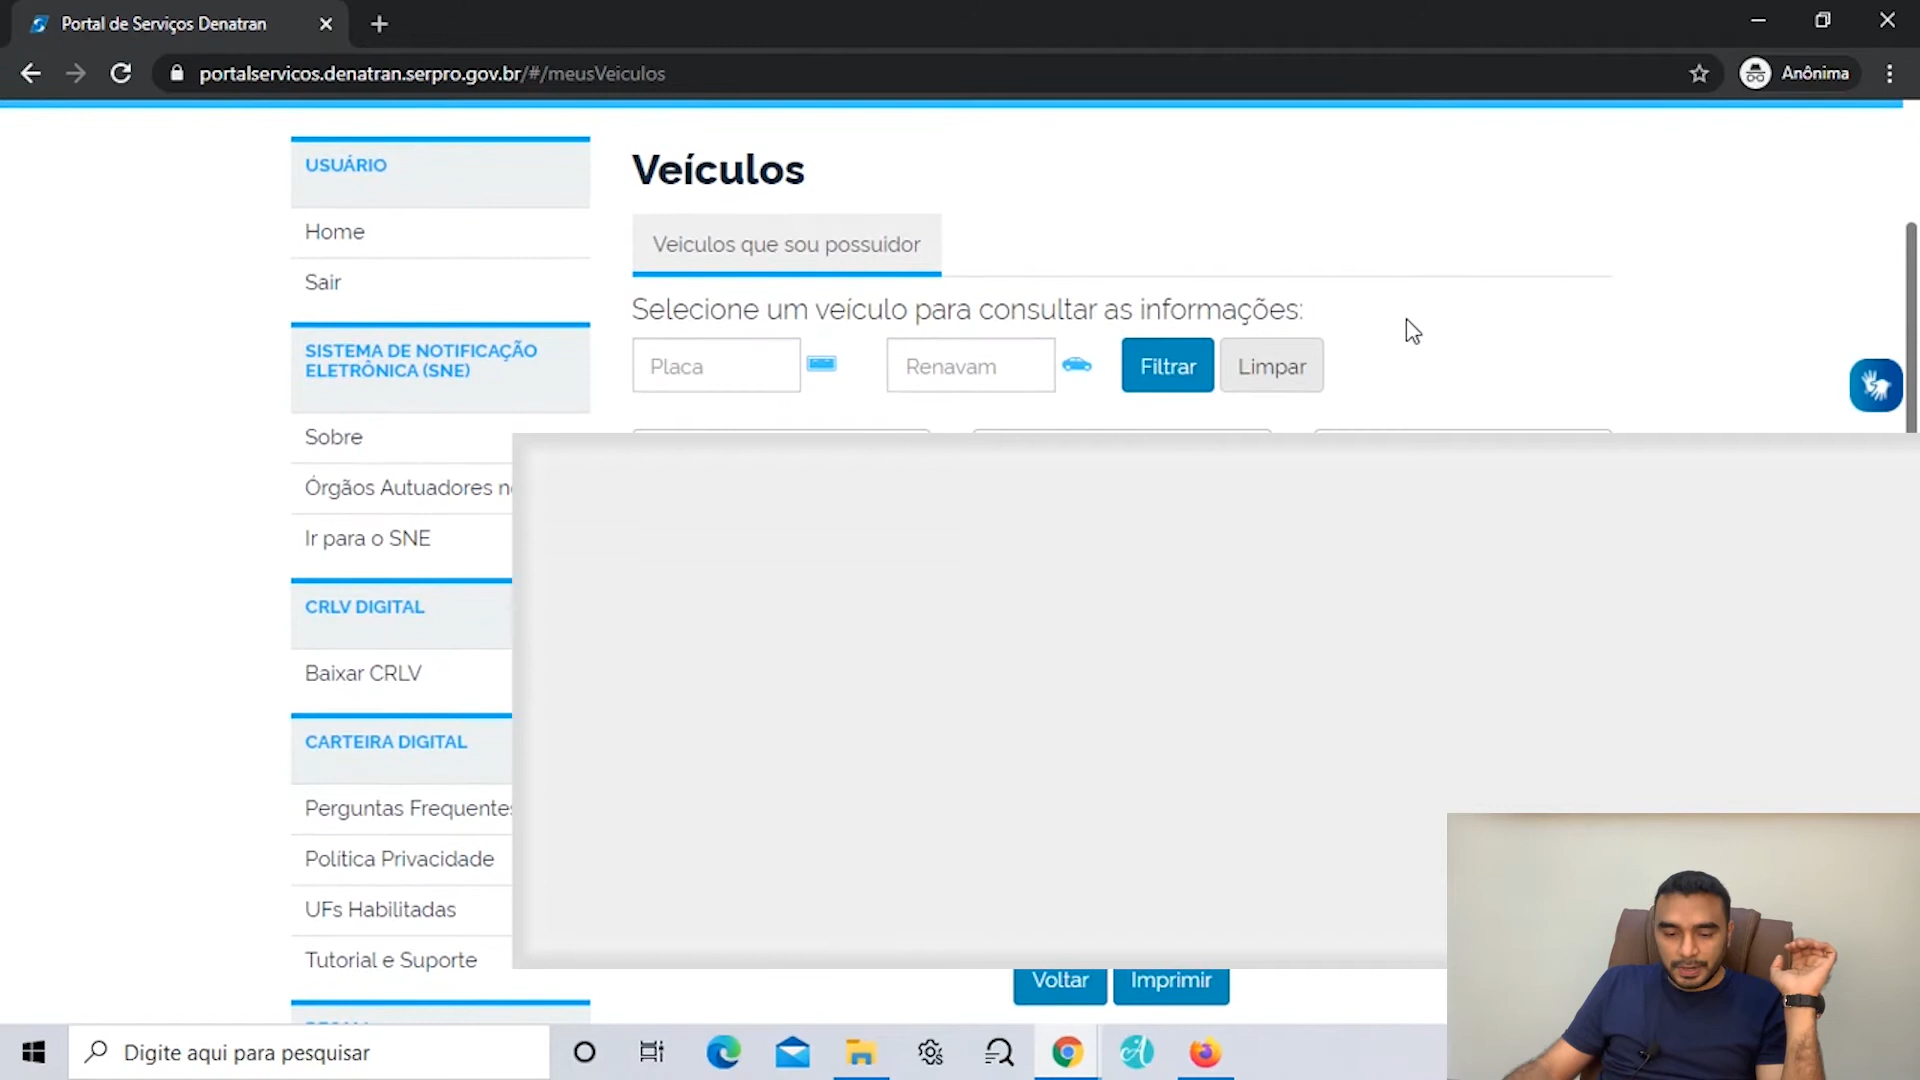 Portal de Serviços Denatran
portalservicos.denatran.serpro.gov.br/#/meusVeiculos
Anônima
USUÁRIO
Home
Sair
SISTEMA DE NOTIFICAÇÃO
ELETRÔNICA (SNE)
Sobre
Órgãos Autuadores
Ir para o SNE
CRLV DIGITAL
Baixar CRLV
CARTEIRA DIGITAL
Perguntas Frequentes
Política Privacidade
UFs Habilitadas
Tutorial e Suporte
Veículos
Veiculos que sou possuidor
Selecione um veículo para consultar as informações:
Placa
Renavam
Filtrar
Limpar
Voltar
Imprimir
Digite aqui para pesquisar